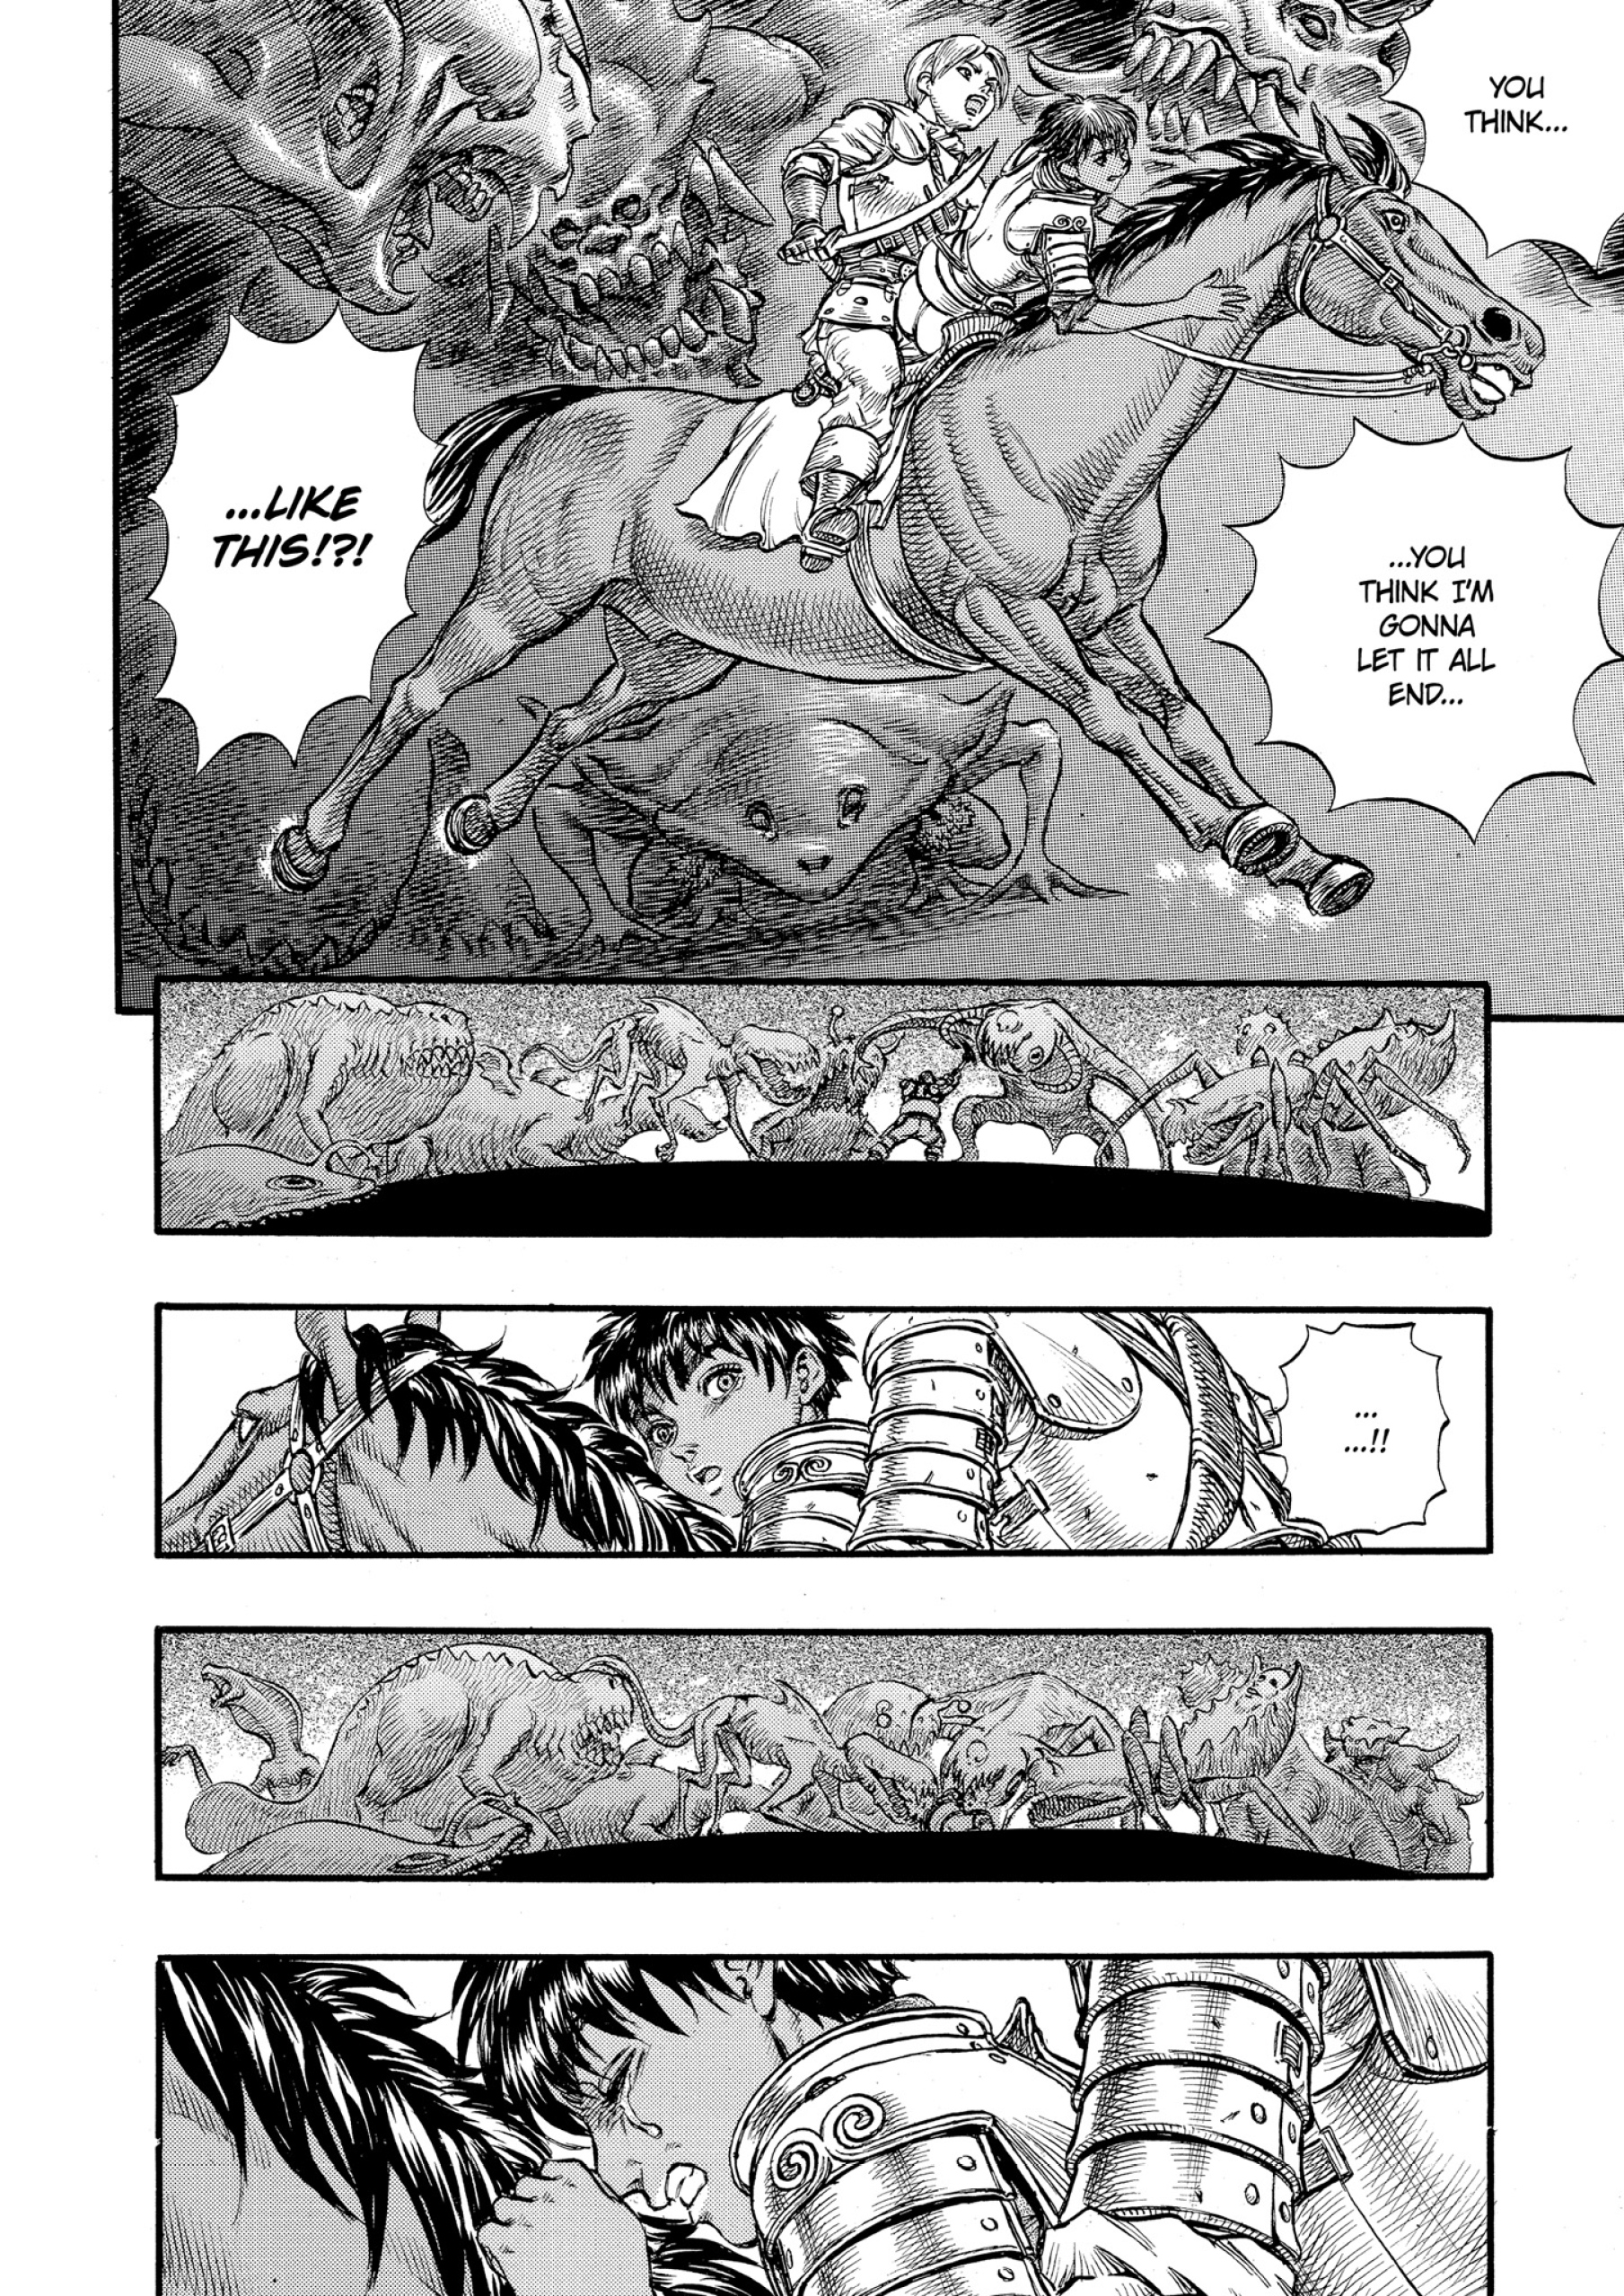 YOU
THINK...
...YOU
THINK I'M
GONNA
LET IT ALL
END...
...LIKE
THIS!?!
...
...!!